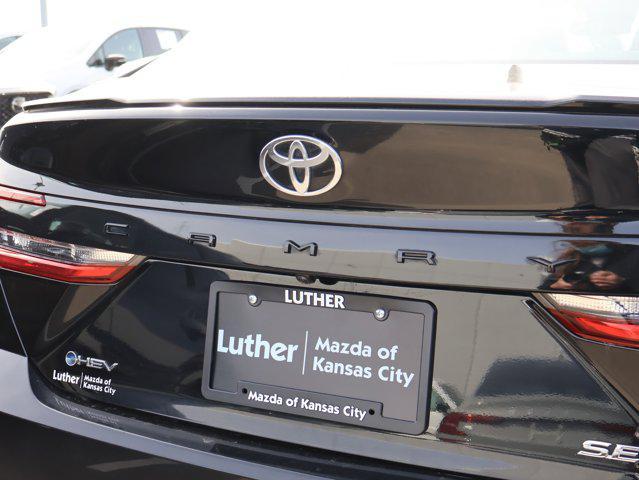 CAMRY
LUTHER
Luther | Mazda of
Kansas City
Mazda of Kansas City
HEV
Luther | Mazda of
Kansas City
SE